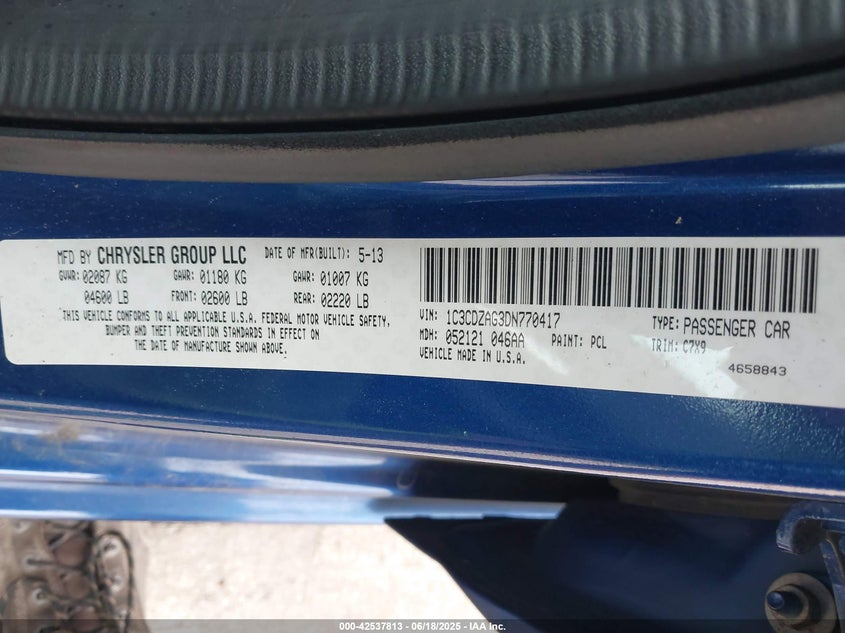 MFD BY CHRYSLER GROUP LLC DATE OF MFR(BUILT): 5-13
GVWR: 02087 KG GAWR: 01180 KG GAWR: 01007 KG
04600 LB FRONT: 02600 LB REAR: 02220 LB
THIS VEHICLE CONFORMS TO ALL APPLICABLE U.S.A. FEDERAL MOTOR VEHICLE SAFETY,
BUMPER AND THEFT PREVENTION STANDARDS IN EFFECT ON
THE DATE OF MANUFACTURE SHOWN ABOVE.
VIN: 1C3CDZAG3DN770417 TYPE: PASSENGER CAR
MDH: 052121 046AA PAINT: PCL TRIM: C7X9
VEHICLE MADE IN U.S.A.
4658843
000-42537813 - 06/18/2025 - IAA Inc.